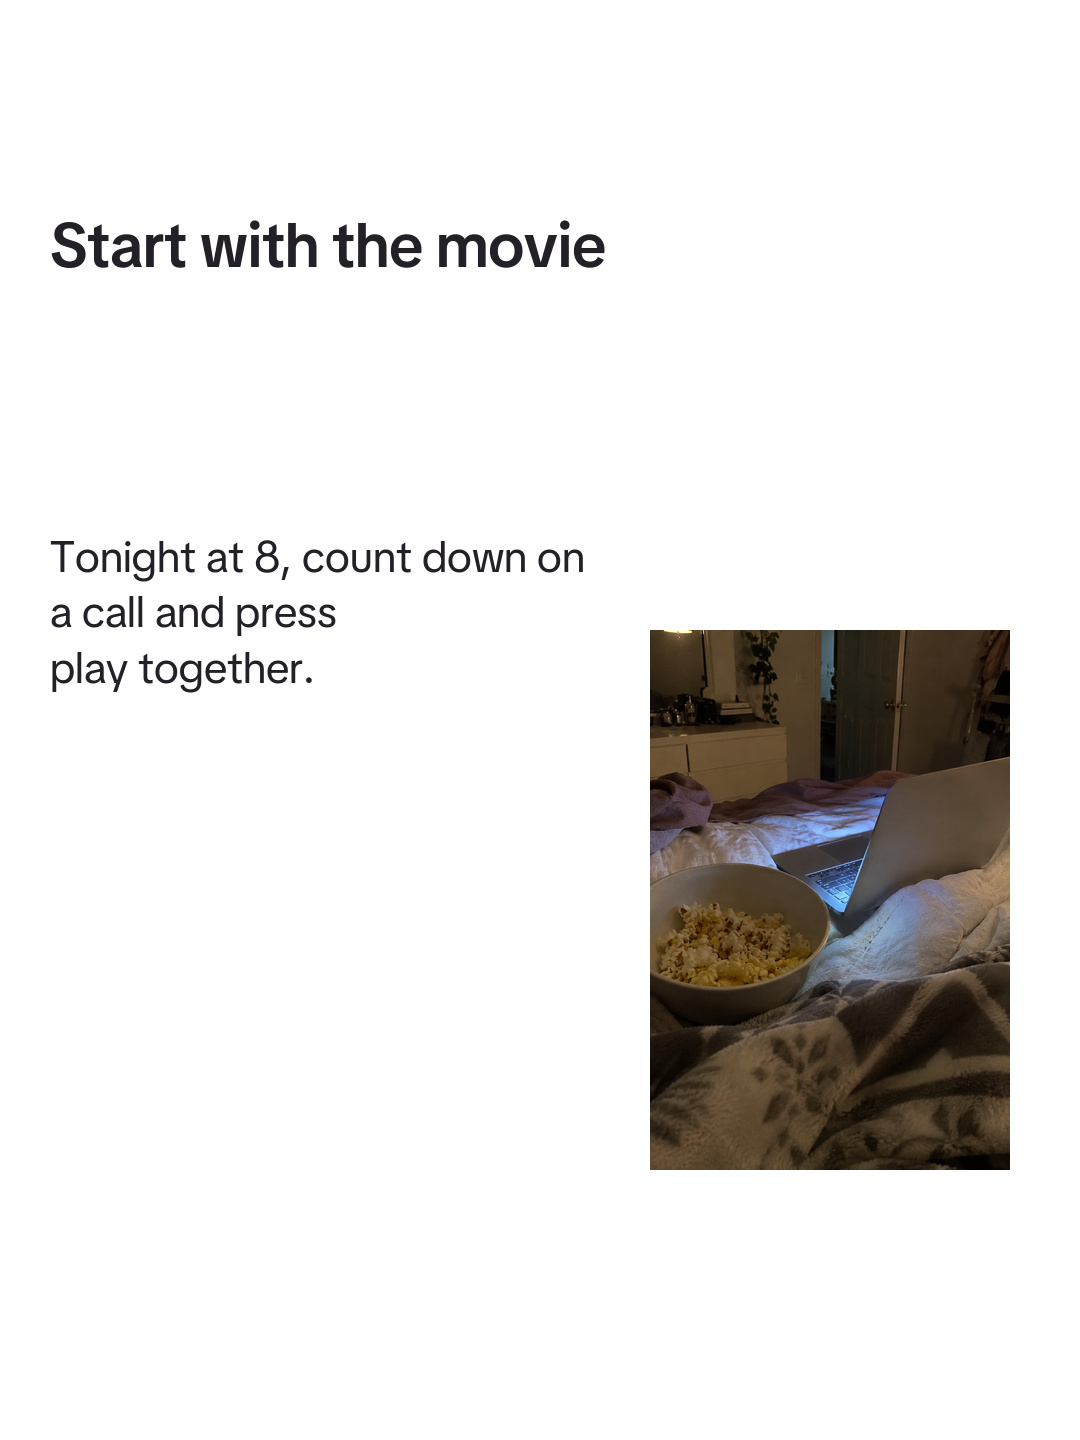 Start with the movie
Tonight at 8, count down on
a call and press
play together.